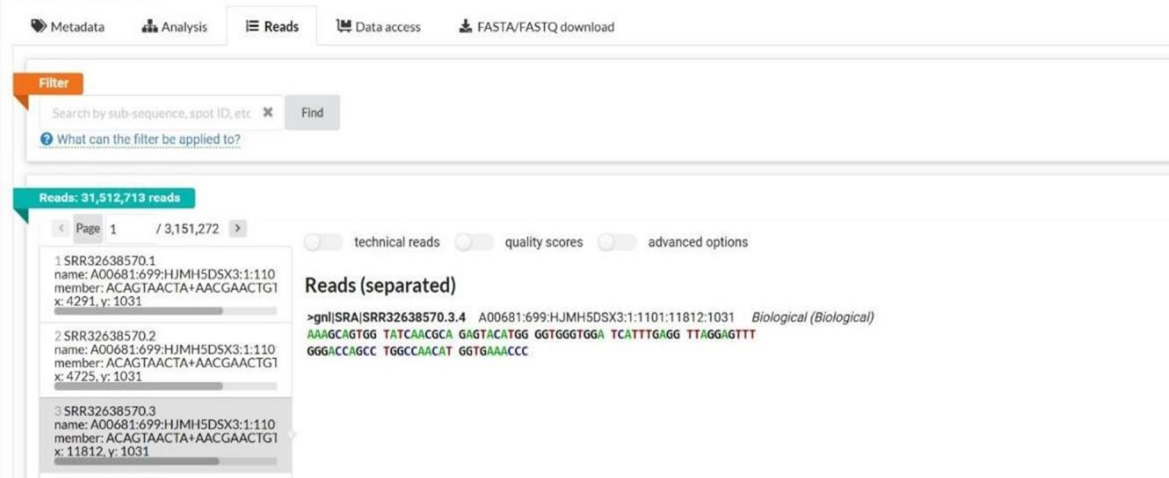 Metadata Analysis Reads Data access FASTA/FASTQ download
Filter
Search by sub-sequence, spot ID, etc Find
What can the filter be applied to?
Reads: 31,512,713 reads
Page 1 / 3,151,272
technical reads quality scores advanced options
1 SRR32638570.1
name: A00681:699:HJMH5DSX3:1:110
member: ACAGTAACTA+AACGAACTGT
x: 4291, y: 1031
2 SRR32638570.2
name: A00681:699:HJMH5DSX3:1:110
member: ACAGTAACTA+AACGAACTGT
x: 4725, y: 1031
3 SRR32638570.3
name: A00681:699:HJMH5DSX3:1:110
member: ACAGTAACTA+AACGAACTGT
x: 11812, y: 1031
Reads (separated)
>gnl|SRA|SRR32638570.3.4 A00681:699:HJMH5DSX3:1:1101:11812:1031 Biological (Biological)
AAAGCAGTGG TATCAACGCA GAGTACATGG GGTGGGTGGA TCATTTGAGG TTAGGAGTTT
GGGACCAGCC TGGCCAACAT GGTGAAACCC